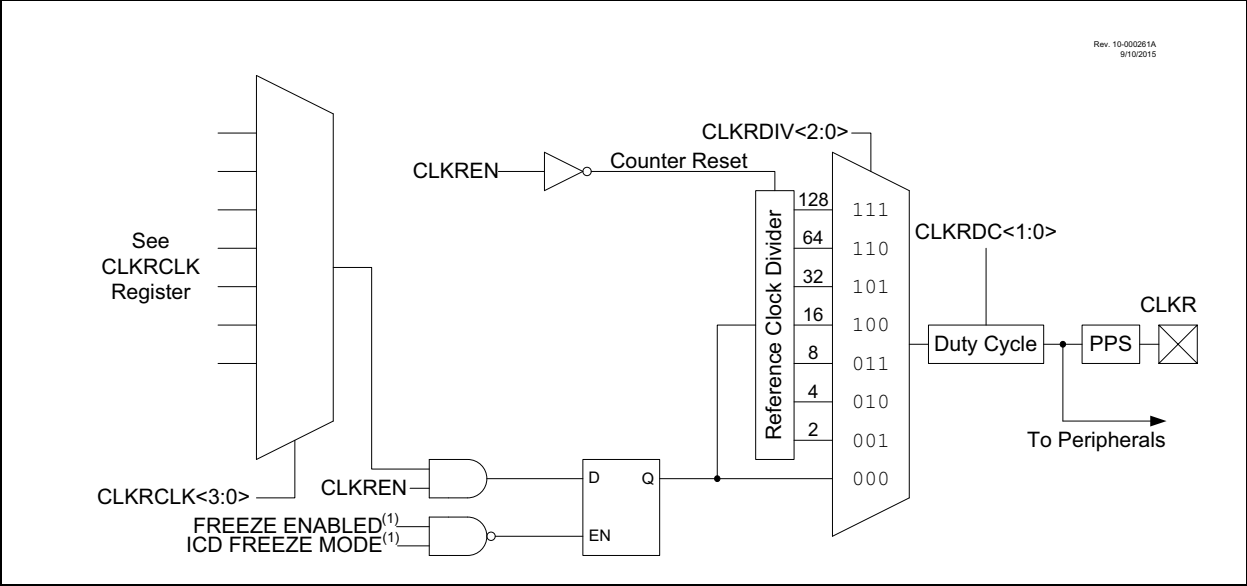 Rev. 10-000261A
9/10/2015
CLKRDIV<2:0>
CLKREN
Counter Reset
See
CLKRCLK
Register
Reference Clock Divider
128
64
32
16
8
4
2
111
110
101
100
011
010
001
000
CLKRDC<1:0>
Duty Cycle
PPS
CLKR
To Peripherals
CLKRCLK<3:0>
CLKREN
FREEZE ENABLED(1)
ICD FREEZE MODE(1)
D
Q
EN